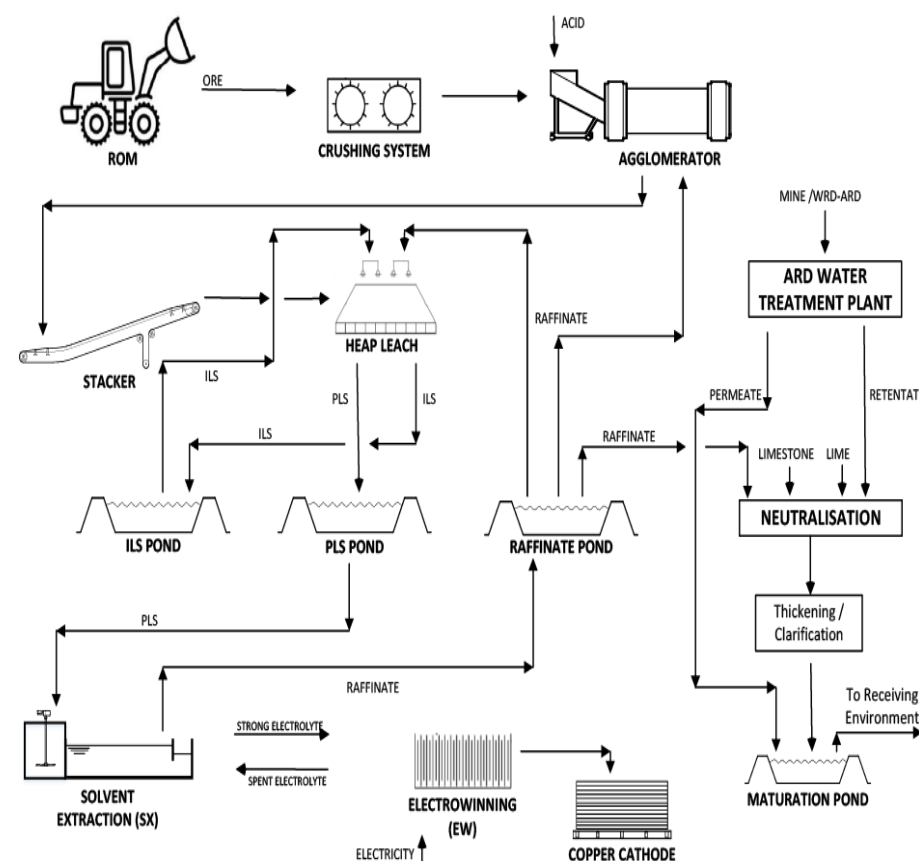 ACID
ORE
ROM
CRUSHING SYSTEM
AGGLOMERATOR
MINE /WRD-ARD
ARD WATER
TREATMENT PLANT
RAFFINATE
HEAP LEACH
STACKER
ILS
PLS
ILS
PERMEATE
RETENTAT
ILS
RAFFINATE
LIMESTONE
LIME
NEUTRALISATION
ILS POND
PLS POND
RAFFINATE POND
Thickening /
Clarification
PLS
RAFFINATE
To Receiving
Environment
STRONG ELECTROLYTE
SPENT ELECTROLYTE
SOLVENT
EXTRACTION (SX)
ELECTROWINNING
(EW)
MATURATION POND
ELECTRICITY
COPPER CATHODE